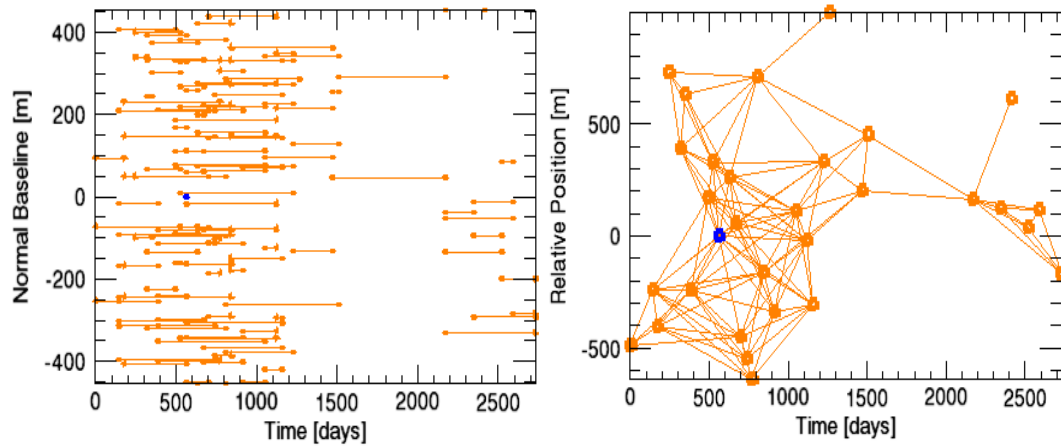 400
200
0
-200
-400
Normal Baseline [m]
0 500 1000 1500 2000 2500
Time [days]
500
0
-500
Relative Position [m]
0 500 1000 1500 2000 2500
Time [days]